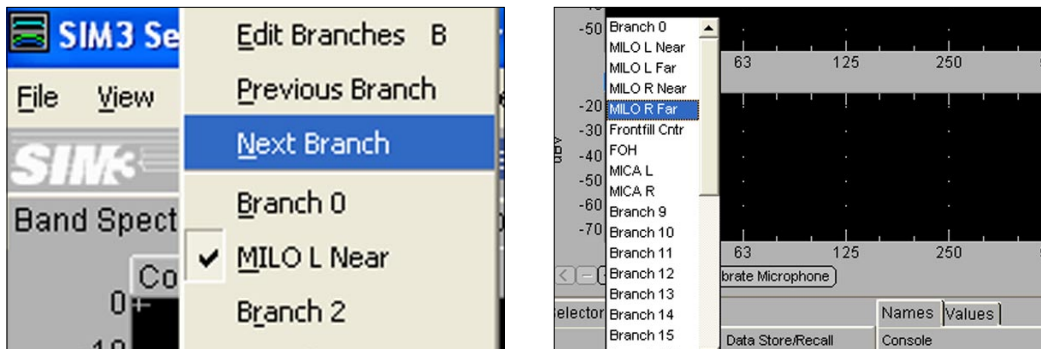 SIM3 Se
File View
SIM3
Band Spect
Co
0
Edit Branches B
Previous Branch
Next Branch
Branch 0
MILO L Near
Branch 2
-50
-20
-30
dBv
-40
-50
-60
-70
Branch 0
MILO L Near
MILO L Far
MILO R Near
MILO R Far
Frontfill Cntr
FOH
MICA L
MICA R
Branch 9
Branch 10
Branch 11
Branch 12
Branch 13
Branch 14
Branch 15
63 125 250
63 125 250
brate Microphone
elector
Names Values
Data Store/Recall Console